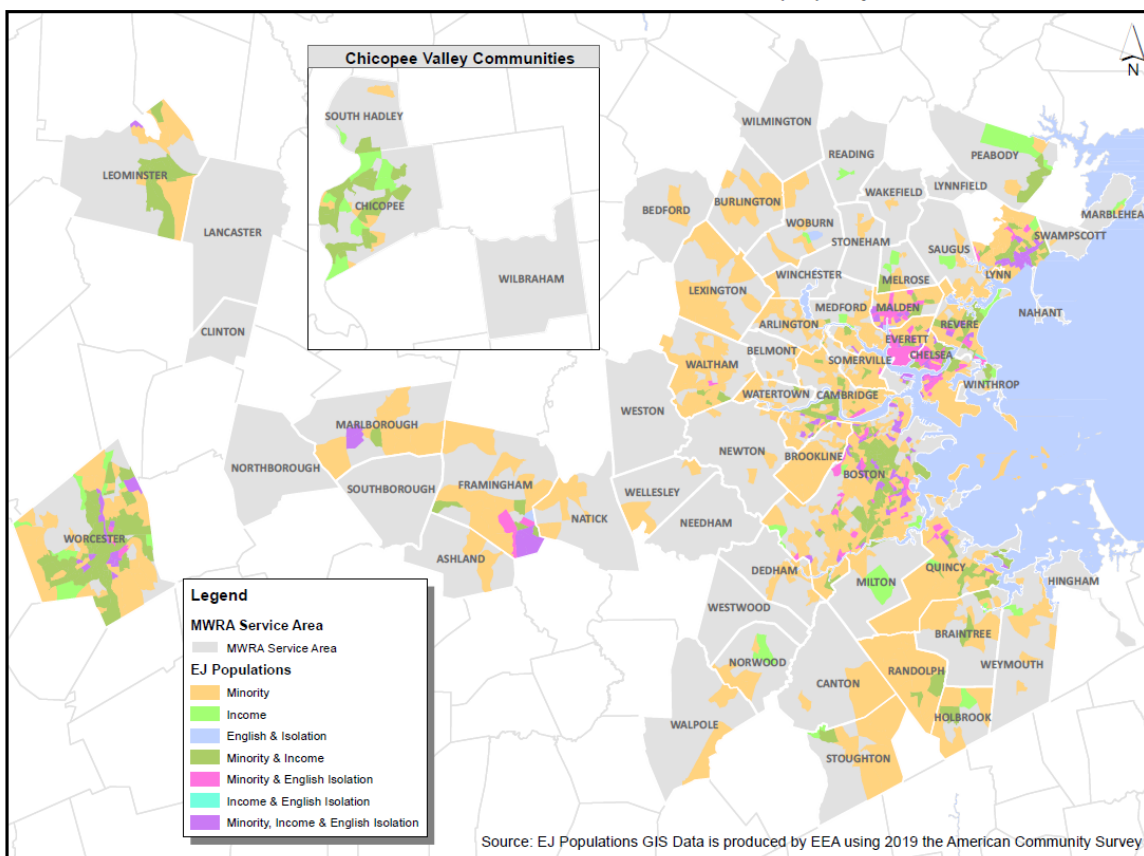 Chicopee Valley Communities
N
SOUTH HADLEY
CHICOPEE
WILBRAHAM
LEOMINSTER
LANCASTER
CLINTON
WILMINGTON
READING
PEABODY
LYNNFIELD
WAKEFIELD
MARBLEHEA
BEDFORD
BURLINGTON
WOBURN
STONEHAM
SAUGUS
SWAMPSCOTT
LYNN
WINCHESTER
MELROSE
LEXINGTON
MEDFORD
MALDEN
NAHANT
ARLINGTON
REVERE
EVERETT
BELMONT
SOMERVILLE
CHELSEA
WALTHAM
WINTHROP
WATERTOWN
CAMBRIDGE
WESTON
NEWTON
BROOKLINE
BOSTON
MARLBOROUGH
NORTHBOROUGH
SOUTHBOROUGH
FRAMINGHAM
WELLESLEY
NEEDHAM
NATICK
WORCESTER
ASHLAND
DEDHAM
MILTON
QUINCY
HINGHAM
WESTWOOD
BRAINTREE
NORWOOD
CANTON
RANDOLPH
WEYMOUTH
HOLBROOK
WALPOLE
STOUGHTON
Legend
MWRA Service Area
MWRA Service Area
EJ Populations
Minority
Income
English & Isolation
Minority & Income
Minority & English Isolation
Income & English Isolation
Minority, Income & English Isolation
Source: EJ Populations GIS Data is produced by EEA using 2019 the American Community Survey